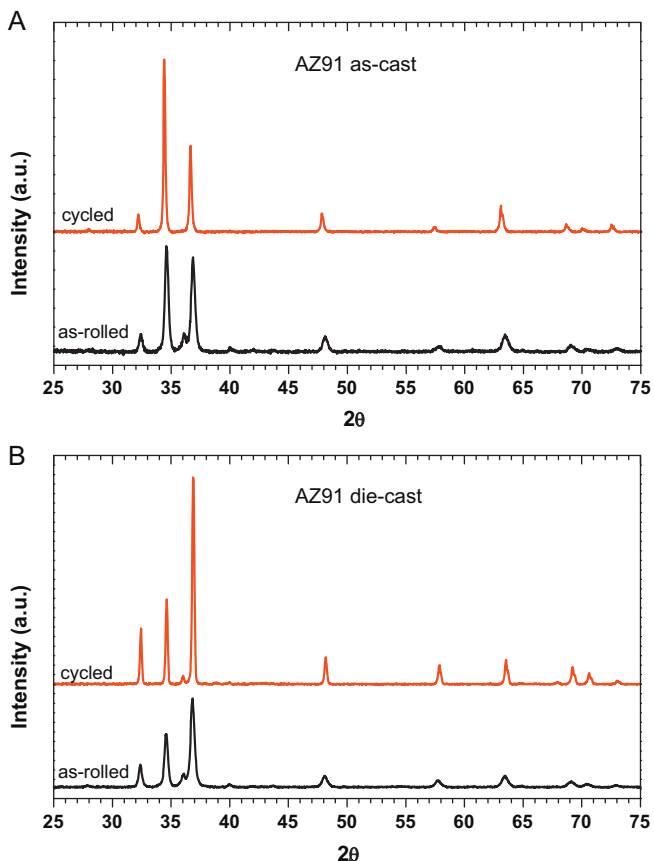 A
AZ91 as-cast
Intensity (a.u.)
cycled
as-rolled
25 30 35 40 45 50 55 60 65 70 75
2θ
B
AZ91 die-cast
Intensity (a.u.)
cycled
as-rolled
25 30 35 40 45 50 55 60 65 70 75
2θ